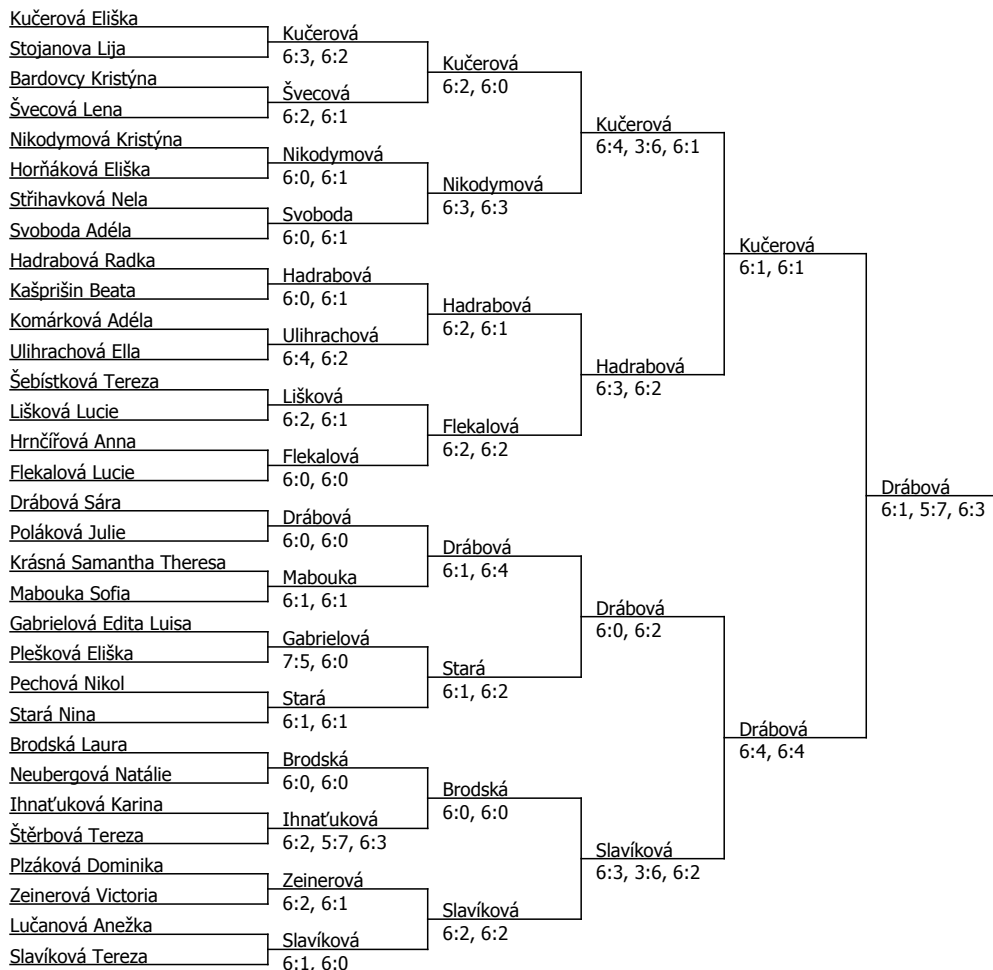 Kučerová Eliška
Stojanova Lija
Bardovcy Kristýna
Švecová Lena
Nikodymová Kristýna
Horňáková Eliška
Střihavková Nela
Svoboda Adéla
Hadrabová Radka
Kašprišin Beata
Komárková Adéla
Ulihrachová Ella
Šebístková Tereza
Lišková Lucie
Hrnčířová Anna
Flekalová Lucie
Drábová Sára
Poláková Julie
Krásná Samantha Theresa
Mabouka Sofia
Gabrielová Edita Luisa
Plešková Eliška
Pechová Nikol
Stará Nina
Brodská Laura
Neubergová Natálie
Ihnaťuková Karina
Štěrbová Tereza
Plzáková Dominika
Zeinerová Victoria
Lučanová Anežka
Slavíková Tereza
Kučerová
6:3, 6:2
Švecová
6:2, 6:1
Nikodymová
6:0, 6:1
Svoboda
6:0, 6:1
Hadrabová
6:0, 6:1
Ulihrachová
6:4, 6:2
Lišková
6:2, 6:1
Flekalová
6:0, 6:0
Drábová
6:0, 6:0
Mabouka
6:1, 6:1
Gabrielová
7:5, 6:0
Stará
6:1, 6:1
Brodská
6:0, 6:0
Ihnaťuková
6:2, 5:7, 6:3
Zeinerová
6:2, 6:1
Slavíková
6:1, 6:0
Kučerová
6:2, 6:0
Nikodymová
6:3, 6:3
Hadrabová
6:2, 6:1
Flekalová
6:2, 6:2
Drábová
6:1, 6:4
Stará
6:1, 6:2
Brodská
6:0, 6:0
Slavíková
6:2, 6:2
Kučerová
6:4, 3:6, 6:1
Hadrabová
6:3, 6:2
Drábová
6:0, 6:2
Slavíková
6:3, 3:6, 6:2
Kučerová
6:1, 6:1
Drábová
6:4, 6:4
Drábová
6:1, 5:7, 6:3